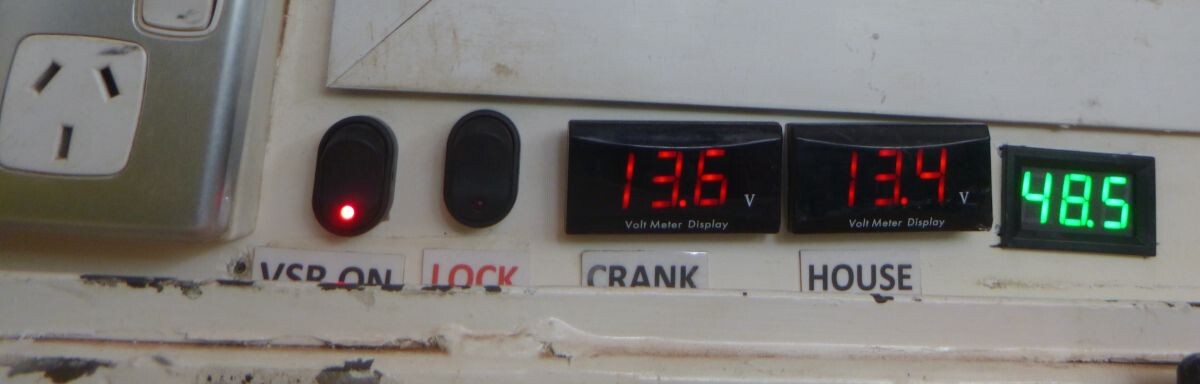 13.6 V
Volt Meter Display
13.4 V
Volt Meter Display
48.5
VSR ON
LOCK
CRANK
HOUSE